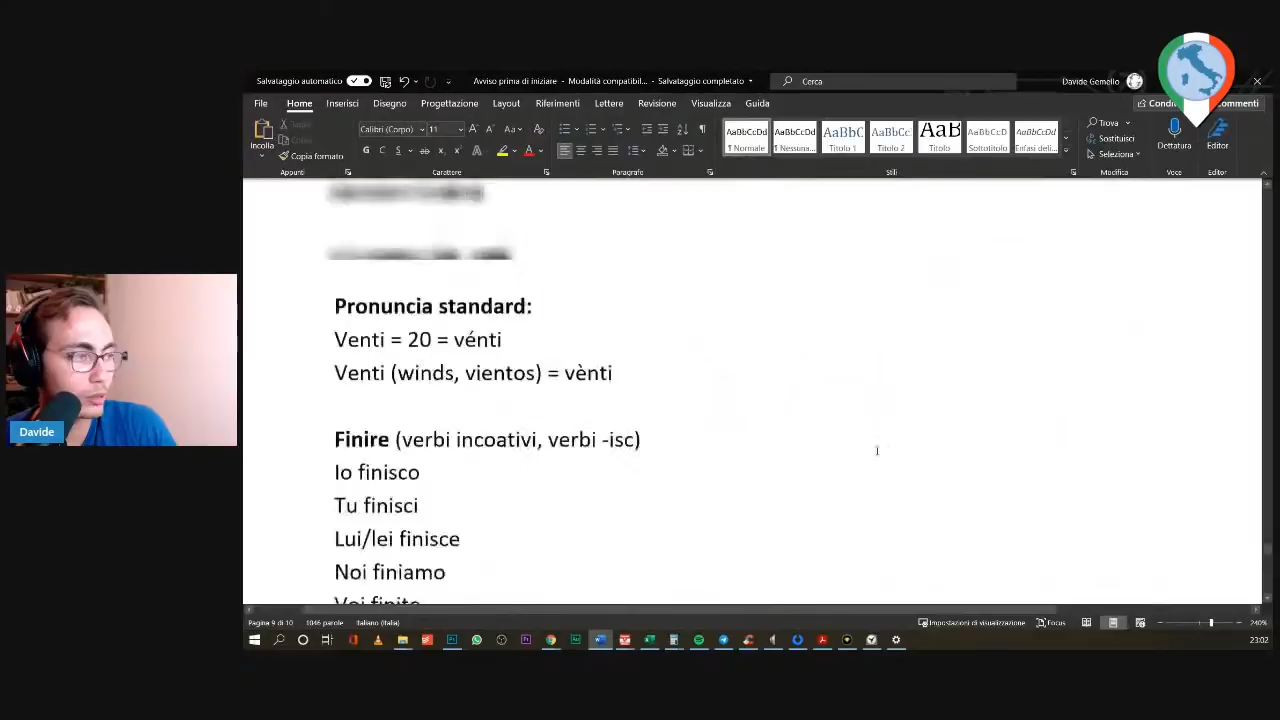 Salvataggio automatico
Avviso prima di iniziare - Modalità compatibil... - Salvataggio completato
Cerca
Davide Gemello
File Home Inserisci Disegno Progettazione Layout Riferimenti Lettere Revisione Visualizza Guida
Commenti
Incolla
Copia formato
Appunti
Calibri (Corpo) 11
Carattere
Paragrafo
AaBbCcDd AaBbCcDd AaBbC AaBbCc AaB AaBbCcD AaBbCcDd
¶ Normale ¶ Nessuna... Titolo 1 Titolo 2 Titolo Sottotitolo Enfasi deli...
Stili
Trova
Sostituisci
Seleziona
Modifica
Dettatura
Voce
Editor
Editor
Pronuncia standard:
Venti = 20 = vénti
Venti (winds, vientos) = vènti
Finire (verbi incoativi, verbi -isc)
Io finisco
Tu finisci
Lui/lei finisce
Noi finiamo
Voi finite
Davide
Pagina 9 di 10 1046 parole Italiano (Italia)
Impostazioni di visualizzazione Focus 240%
23:02